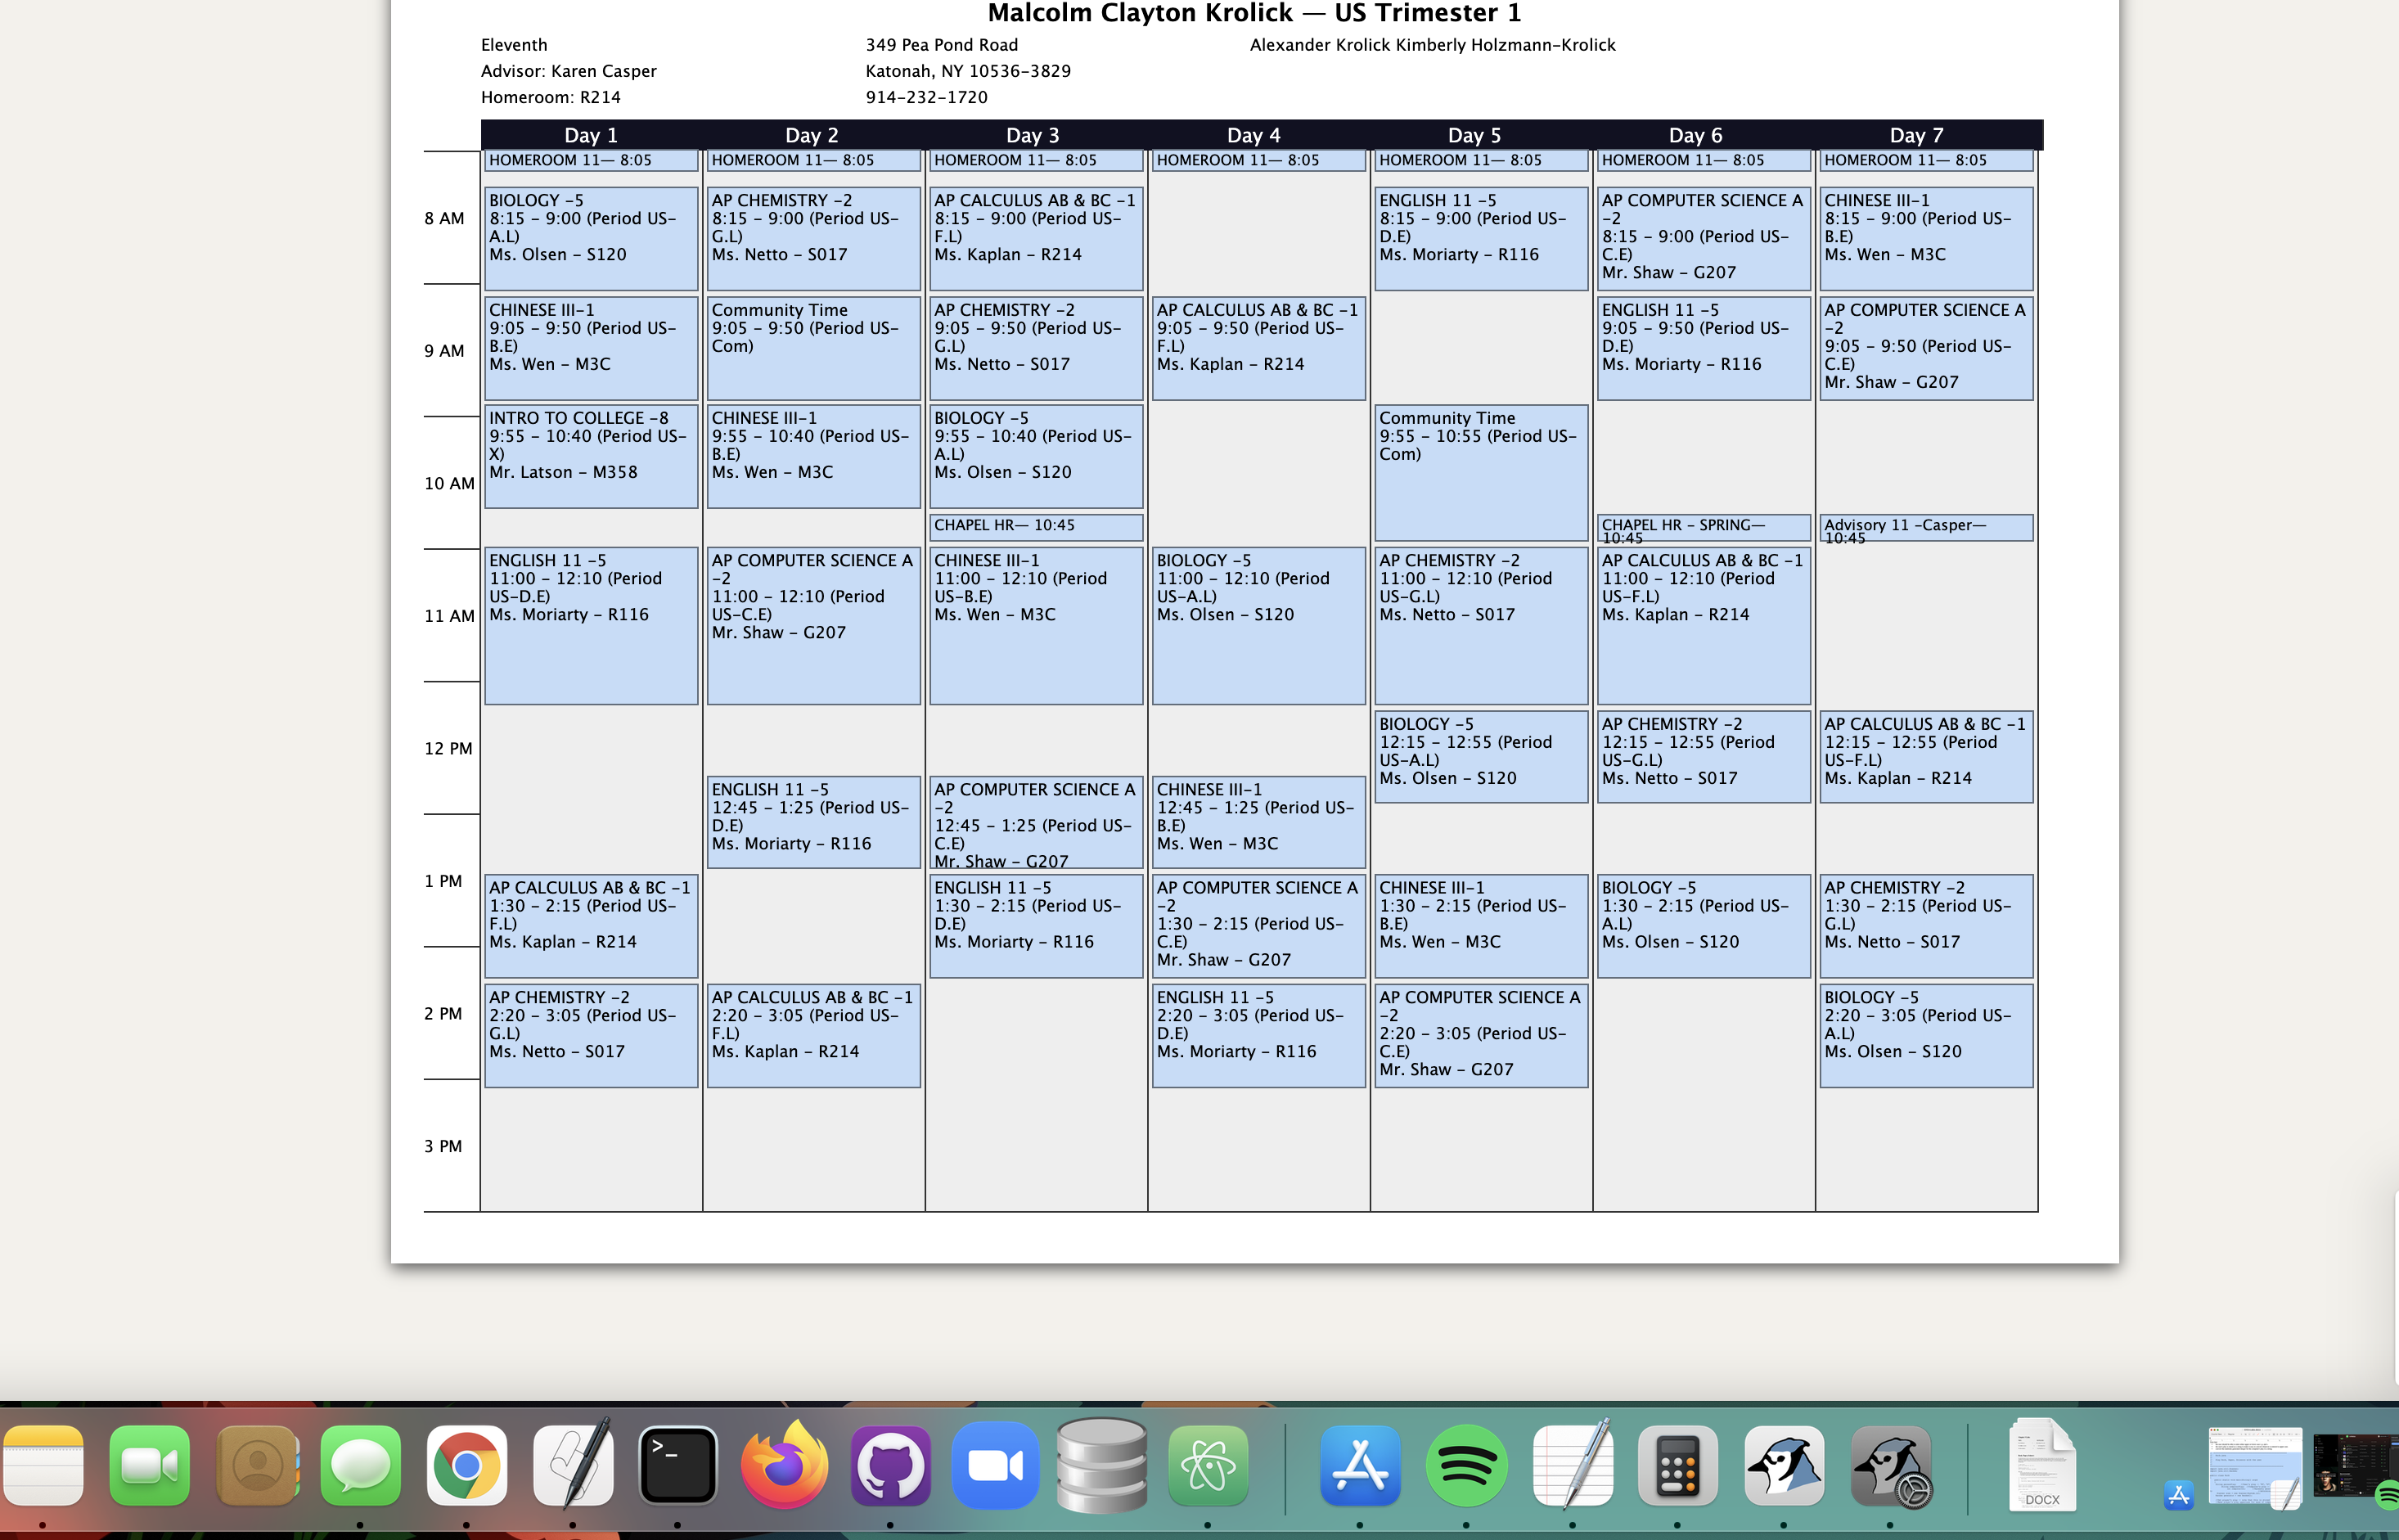 Malcolm Clayton Krolick — US Trimester 1
Eleventh
Advisor: Karen Casper
Homeroom: R214
349 Pea Pond Road
Katonah, NY 10536-3829
914-232-1720
Alexander Krolick Kimberly Holzmann-Krolick
Day 1
Day 2
Day 3
Day 4
Day 5
Day 6
Day 7
8 AM
9 AM
10 AM
11 AM
12 PM
1 PM
2 PM
3 PM
HOMEROOM 11— 8:05
BIOLOGY -5
8:15 - 9:00 (Period US-
A.L)
Ms. Olsen - S120
CHINESE III-1
9:05 - 9:50 (Period US-
B.E)
Ms. Wen - M3C
INTRO TO COLLEGE -8
9:55 - 10:40 (Period US-
X)
Mr. Latson - M358
ENGLISH 11 -5
11:00 - 12:10 (Period
US-D.E)
Ms. Moriarty - R116
AP CALCULUS AB & BC -1
1:30 - 2:15 (Period US-
F.L)
Ms. Kaplan - R214
AP CHEMISTRY -2
2:20 - 3:05 (Period US-
G.L)
Ms. Netto - S017
HOMEROOM 11— 8:05
AP CHEMISTRY -2
8:15 - 9:00 (Period US-
G.L)
Ms. Netto - S017
Community Time
9:05 - 9:50 (Period US-
Com)
CHINESE III-1
9:55 - 10:40 (Period US-
B.E)
Ms. Wen - M3C
AP COMPUTER SCIENCE A
-2
11:00 - 12:10 (Period
US-C.E)
Mr. Shaw - G207
ENGLISH 11 -5
12:45 - 1:25 (Period US-
D.E)
Ms. Moriarty - R116
AP CALCULUS AB & BC -1
2:20 - 3:05 (Period US-
F.L)
Ms. Kaplan - R214
HOMEROOM 11— 8:05
AP CALCULUS AB & BC -1
8:15 - 9:00 (Period US-
F.L)
Ms. Kaplan - R214
AP CHEMISTRY -2
9:05 - 9:50 (Period US-
G.L)
Ms. Netto - S017
BIOLOGY -5
9:55 - 10:40 (Period US-
A.L)
Ms. Olsen - S120
CHAPEL HR— 10:45
CHINESE III-1
11:00 - 12:10 (Period
US-B.E)
Ms. Wen - M3C
AP COMPUTER SCIENCE A
-2
12:45 - 1:25 (Period US-
C.E)
Mr. Shaw - G207
ENGLISH 11 -5
1:30 - 2:15 (Period US-
D.E)
Ms. Moriarty - R116
HOMEROOM 11— 8:05
AP CALCULUS AB & BC -1
9:05 - 9:50 (Period US-
F.L)
Ms. Kaplan - R214
BIOLOGY -5
11:00 - 12:10 (Period
US-A.L)
Ms. Olsen - S120
CHINESE III-1
12:45 - 1:25 (Period US-
B.E)
Ms. Wen - M3C
AP COMPUTER SCIENCE A
-2
1:30 - 2:15 (Period US-
C.E)
Mr. Shaw - G207
ENGLISH 11 -5
2:20 - 3:05 (Period US-
D.E)
Ms. Moriarty - R116
HOMEROOM 11— 8:05
ENGLISH 11 -5
8:15 - 9:00 (Period US-
D.E)
Ms. Moriarty - R116
Community Time
9:55 - 10:55 (Period US-
Com)
AP CHEMISTRY -2
11:00 - 12:10 (Period
US-G.L)
Ms. Netto - S017
BIOLOGY -5
12:15 - 12:55 (Period
US-A.L)
Ms. Olsen - S120
CHINESE III-1
1:30 - 2:15 (Period US-
B.E)
Ms. Wen - M3C
AP COMPUTER SCIENCE A
-2
2:20 - 3:05 (Period US-
C.E)
Mr. Shaw - G207
HOMEROOM 11— 8:05
AP COMPUTER SCIENCE A
-2
8:15 - 9:00 (Period US-
C.E)
Mr. Shaw - G207
ENGLISH 11 -5
9:05 - 9:50 (Period US-
D.E)
Ms. Moriarty - R116
CHAPEL HR - SPRING—
10:45
AP CALCULUS AB & BC -1
11:00 - 12:10 (Period
US-F.L)
Ms. Kaplan - R214
AP CHEMISTRY -2
12:15 - 12:55 (Period
US-G.L)
Ms. Netto - S017
BIOLOGY -5
1:30 - 2:15 (Period US-
A.L)
Ms. Olsen - S120
HOMEROOM 11— 8:05
CHINESE III-1
8:15 - 9:00 (Period US-
B.E)
Ms. Wen - M3C
AP COMPUTER SCIENCE A
-2
9:05 - 9:50 (Period US-
C.E)
Mr. Shaw - G207
Advisory 11 -Casper—
10:45
AP CALCULUS AB & BC -1
12:15 - 12:55 (Period
US-F.L)
Ms. Kaplan - R214
AP CHEMISTRY -2
1:30 - 2:15 (Period US-
G.L)
Ms. Netto - S017
BIOLOGY -5
2:20 - 3:05 (Period US-
A.L)
Ms. Olsen - S120
>_
DOCX